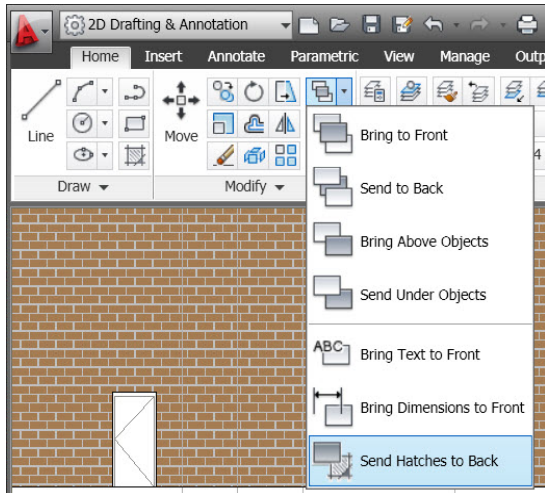 2D Drafting & Annotation
Home Insert Annotate Parametric View Manage Outp
Line
Move
4
Draw Modify
Bring to Front
Send to Back
Bring Above Objects
Send Under Objects
ABC
Bring Text to Front
Bring Dimensions to Front
Send Hatches to Back